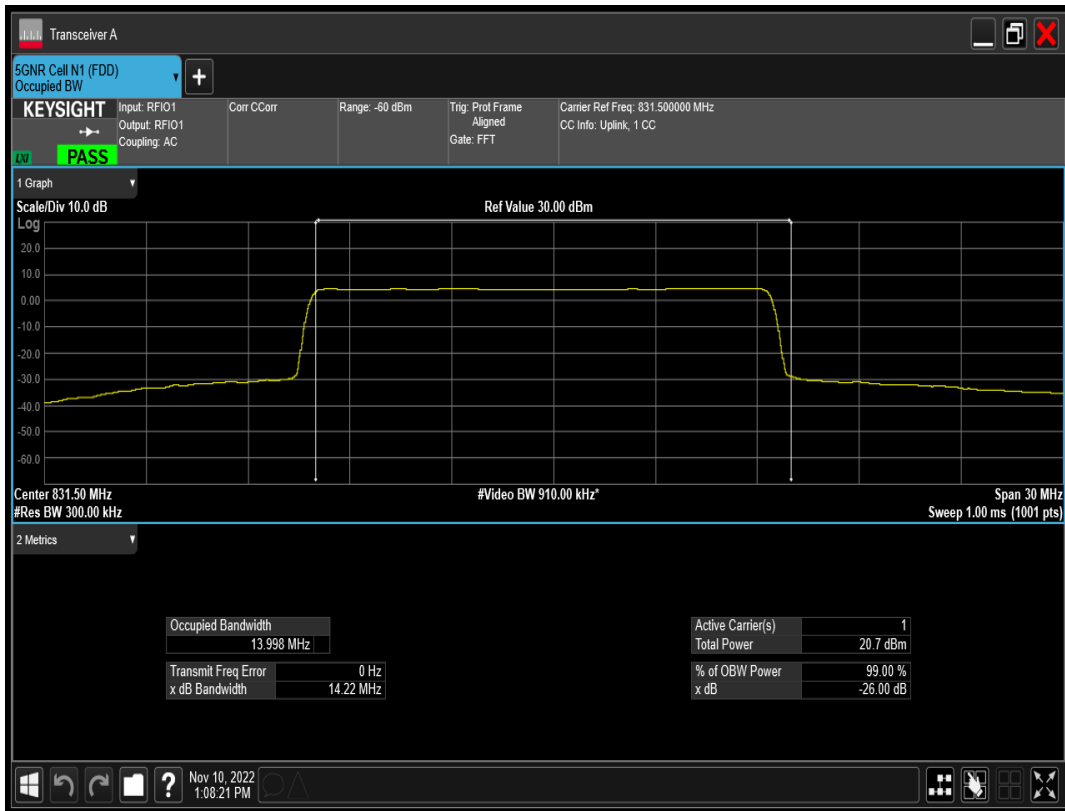 Transceiver A
5GNR Cell N1 (FDD)
Occupied BW
KEYSIGHT
LXI
PASS
Input: RFIO1
Output: RFIO1
Coupling: AC
Corr CCorr
Range: -60 dBm
Trig: Prot Frame
Aligned
Gate: FFT
Carrier Ref Freq: 831.500000 MHz
CC Info: Uplink, 1 CC
1 Graph
Scale/Div 10.0 dB
Ref Value 30.00 dBm
Log
20.0
10.0
0.00
-10.0
-20.0
-30.0
-40.0
-50.0
-60.0
Center 831.50 MHz
#Video BW 910.00 kHz*
Span 30 MHz
#Res BW 300.00 kHz
Sweep 1.00 ms (1001 pts)
2 Metrics
Occupied Bandwidth
13.998 MHz
Transmit Freq Error 0 Hz
x dB Bandwidth 14.22 MHz
Active Carrier(s) 1
Total Power 20.7 dBm
% of OBW Power 99.00 %
x dB -26.00 dB
?
Nov 10, 2022
1:08:21 PM